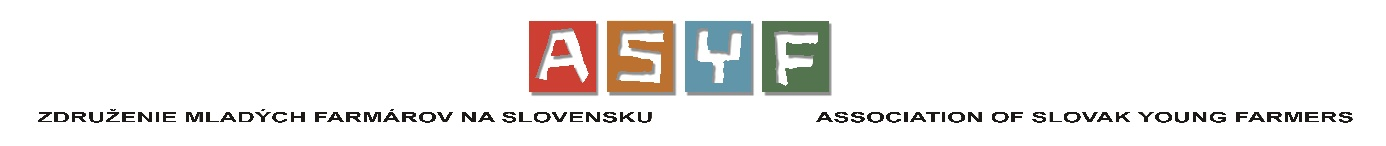 ASYF
ZDRUŽENIE MLADÝCH FARMÁROV NA SLOVENSKU ASSOCIATION OF SLOVAK YOUNG FARMERS